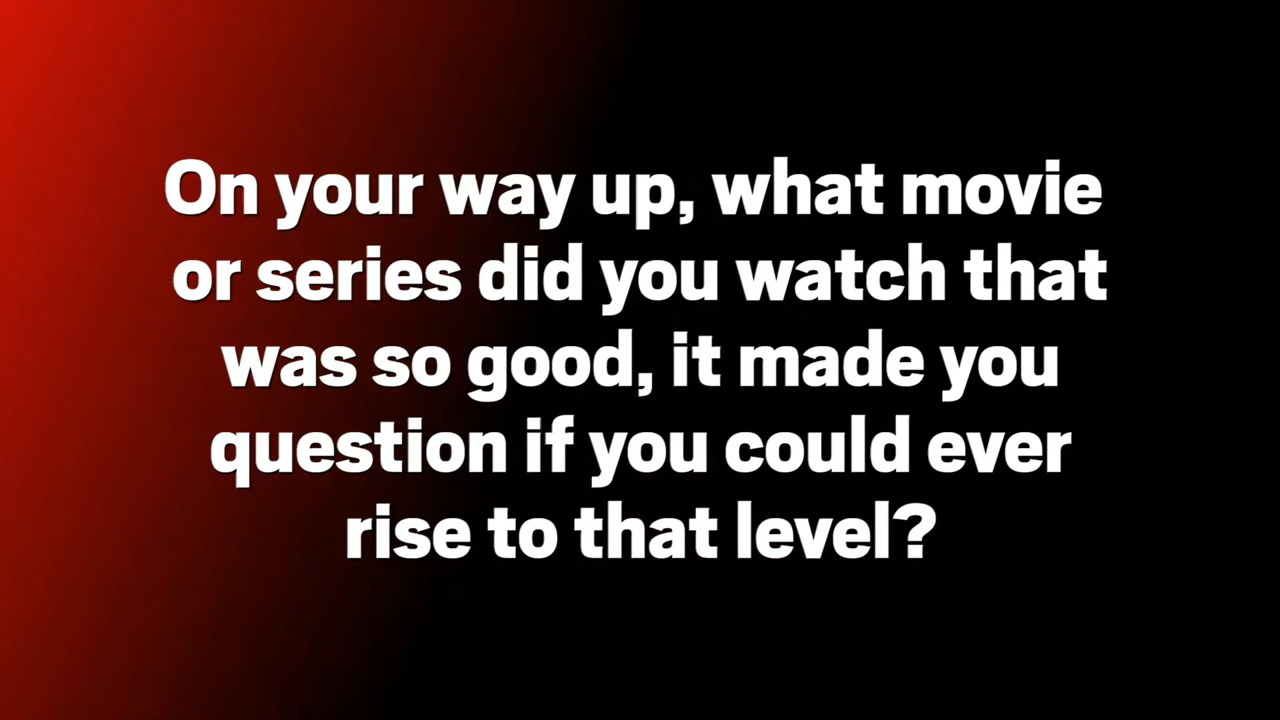 On your way up, what movie
or series did you watch that
was so good, it made you
question if you could ever
rise to that level?